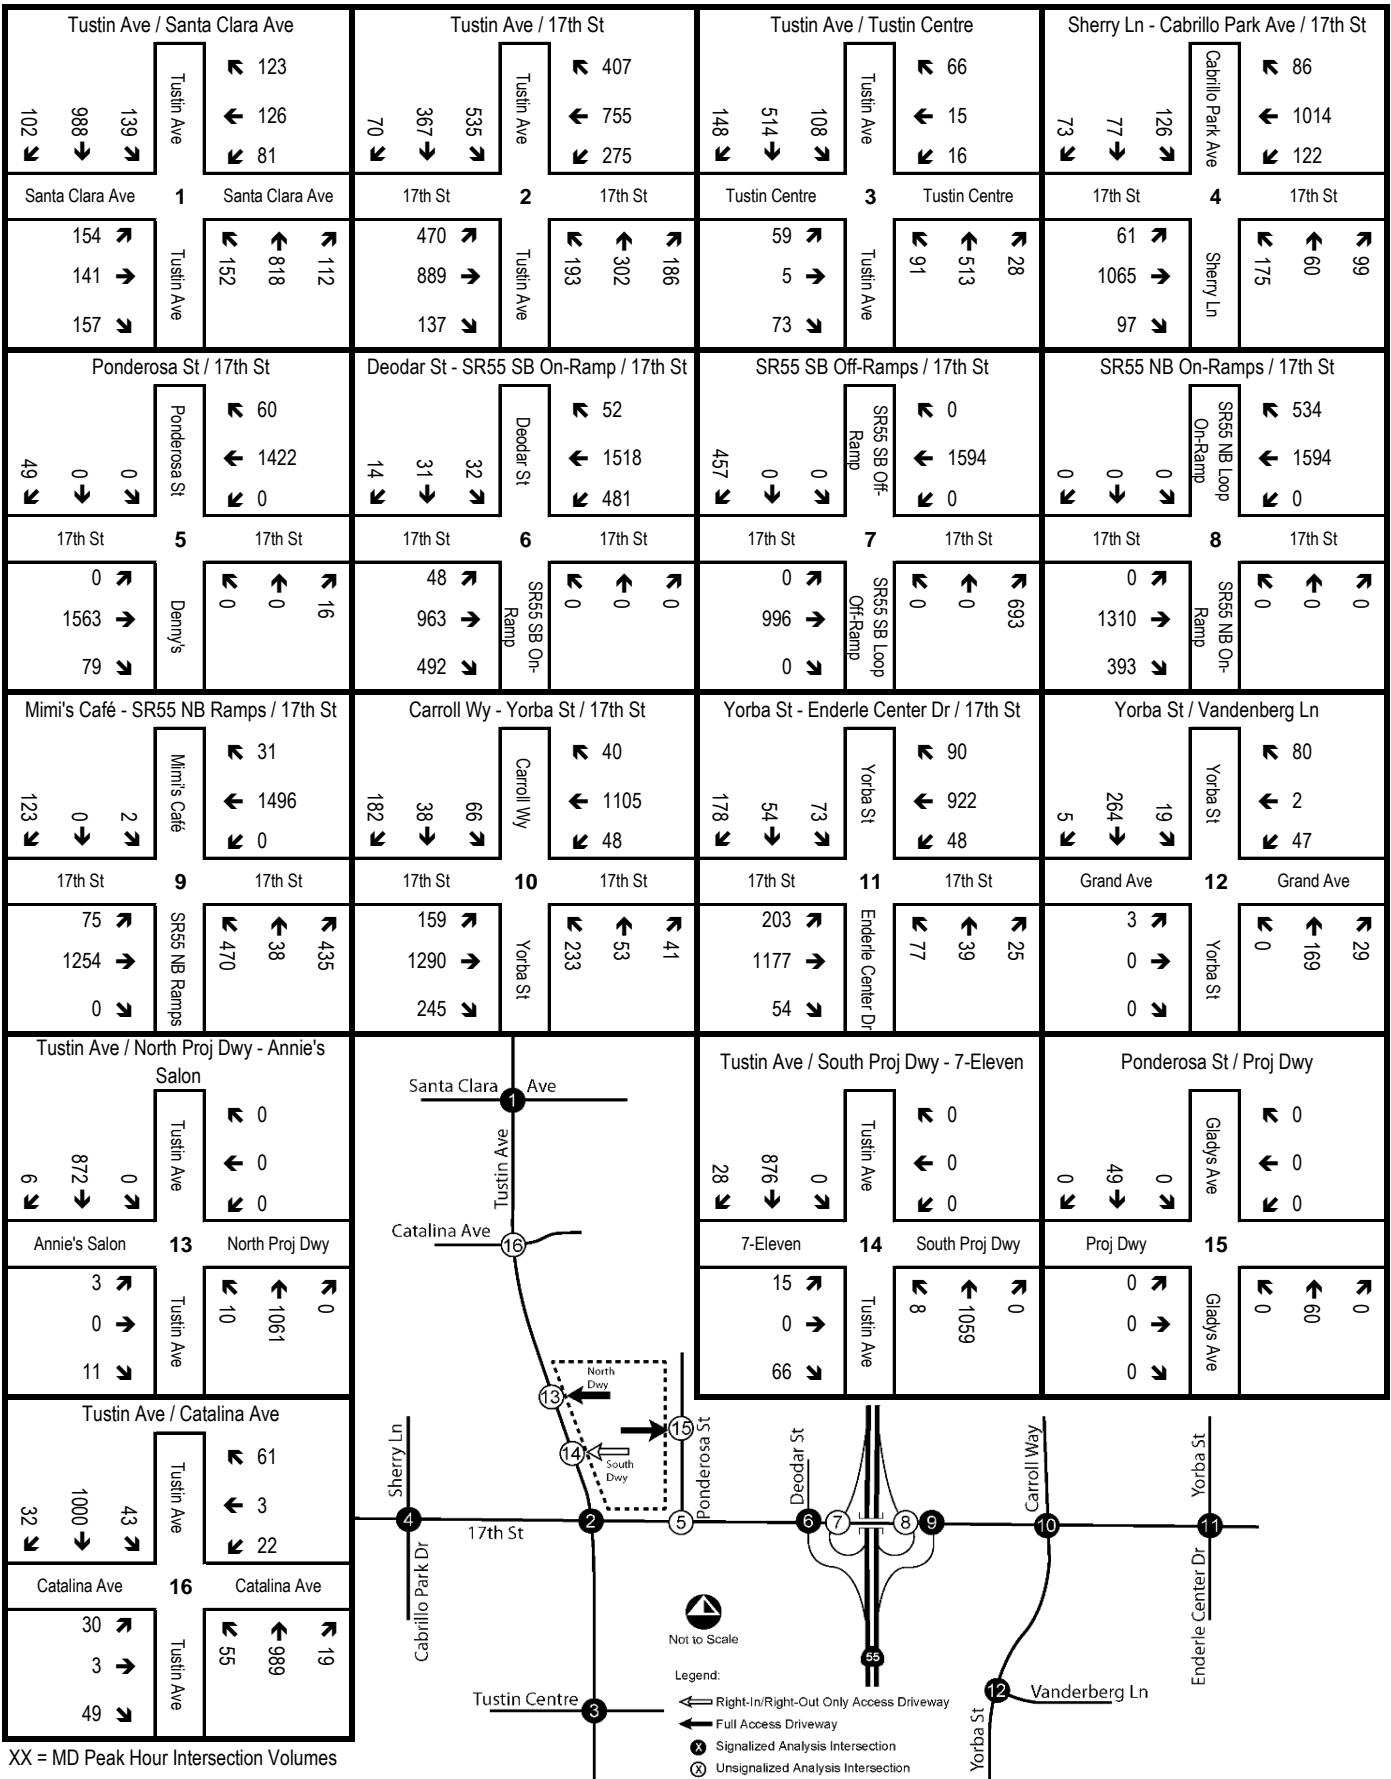 Tustin Ave / Santa Clara Ave
123
126
81
102
988
139
Tustin Ave
Santa Clara Ave
1
Santa Clara Ave
154
141
157
Tustin Ave
152
818
112
Tustin Ave / 17th St
407
755
275
70
367
535
Tustin Ave
17th St
2
17th St
470
889
137
Tustin Ave
193
302
186
Tustin Ave / Tustin Centre
66
15
16
148
514
108
Tustin Ave
Tustin Centre
3
Tustin Centre
59
5
73
Tustin Ave
91
513
28
Sherry Ln - Cabrillo Park Ave / 17th St
86
1014
122
73
77
126
Cabrillo Park Ave
17th St
4
17th St
61
1065
97
Sherry Ln
175
60
99
Ponderosa St / 17th St
60
1422
0
49
0
0
Ponderosa St
17th St
5
17th St
0
1563
79
Denny's
0
0
16
Deodar St - SR55 SB On-Ramp / 17th St
52
1518
481
14
31
32
Deodar St
17th St
6
17th St
48
963
492
SR55 SB On-
Ramp
0
0
0
SR55 SB Off-Ramps / 17th St
0
1594
0
457
0
0
SR55 SB Off-
Ramp
17th St
7
17th St
0
996
0
SR55 SB Loop
Off-Ramp
0
0
693
SR55 NB On-Ramps / 17th St
534
1594
0
0
0
0
SR55 NB Loop
On-Ramp
17th St
8
17th St
0
1310
393
SR55 NB On-
Ramp
0
0
0
Mimi's Café - SR55 NB Ramps / 17th St
31
1496
0
123
0
2
Mimi's Café
17th St
9
17th St
75
1254
0
SR55 NB Ramps
470
38
435
Carroll Wy - Yorba St / 17th St
40
1105
48
182
38
66
Carroll Wy
17th St
10
17th St
159
1290
245
Yorba St
233
53
41
Yorba St - Enderle Center Dr / 17th St
90
922
48
178
54
73
Yorba St
17th St
11
17th St
203
1177
54
Enderle Center Dr
77
39
25
Yorba St / Vandenberg Ln
80
2
47
5
264
19
Yorba St
Grand Ave
12
Grand Ave
3
0
0
Yorba St
0
169
29
Tustin Ave / North Proj Dwy - Annie's
Salon
0
0
0
6
872
0
Tustin Ave
Annie's Salon
13
North Proj Dwy
3
0
11
Tustin Ave
10
1061
0
Tustin Ave / South Proj Dwy - 7-Eleven
0
0
0
28
876
0
Tustin Ave
7-Eleven
14
South Proj Dwy
15
0
66
Tustin Ave
8
1059
0
Ponderosa St / Proj Dwy
0
0
0
0
49
0
Gladys Ave
Proj Dwy
15
0
0
0
Gladys Ave
0
60
0
Tustin Ave / Catalina Ave
61
3
22
32
1000
43
Tustin Ave
Catalina Ave
16
Catalina Ave
30
3
49
Tustin Ave
55
989
19
XX = MD Peak Hour Intersection Volumes
Santa Clara Ave
1
Tustin Ave
Catalina Ave
16
North
Dwy
13
15
14
South
Dwy
Ponderosa St
Sherry Ln
Deodar St
Carroll Way
Yorba St
4
2
5
6
7
8
9
10
11
17th St
Cabrillo Park Dr
Enderle Center Dr
Not to Scale
55
Tustin Centre
3
12
Vanderberg Ln
Yorba St
Legend:
Right-In/Right-Out Only Access Driveway
Full Access Driveway
X Signalized Analysis Intersection
X Unsignalized Analysis Intersection